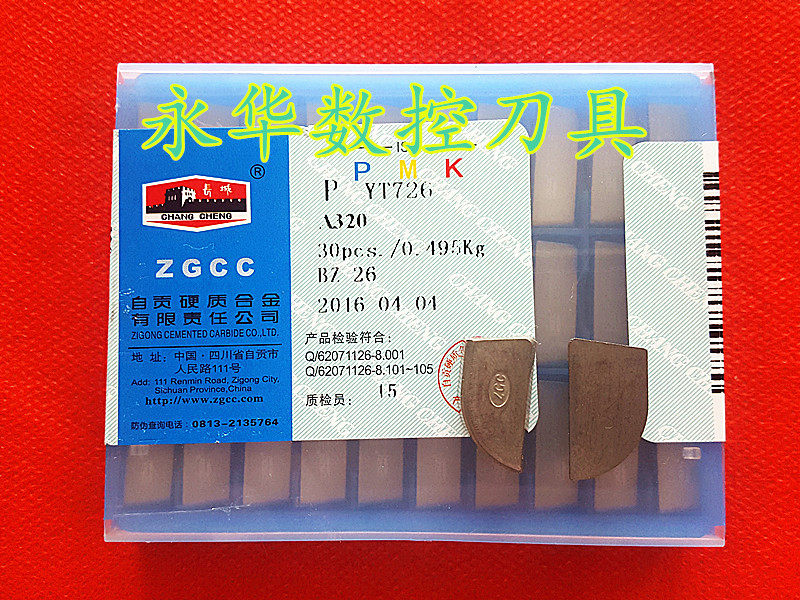 永华数控刀具
长城
CHANG CHENG
®
ZGCC
自贡硬质合金
有限责任公司
ZIGONG CEMENTED CARBIDE CO.,LTD.
地 址: 中国·四川省自贡市
人民路111号
Add: 111 Renmin Road, Zigong City,
Sichuan Province,China
http://www.zgcc.com
防伪查询电话: 0813-2135764
P M K
P YT726
A320
30pcs./0.495Kg
BZ 26
2016 04 04
产品检验符合:
Q/62071126-8.001
Q/62071126-8.101~105
质检员: 15